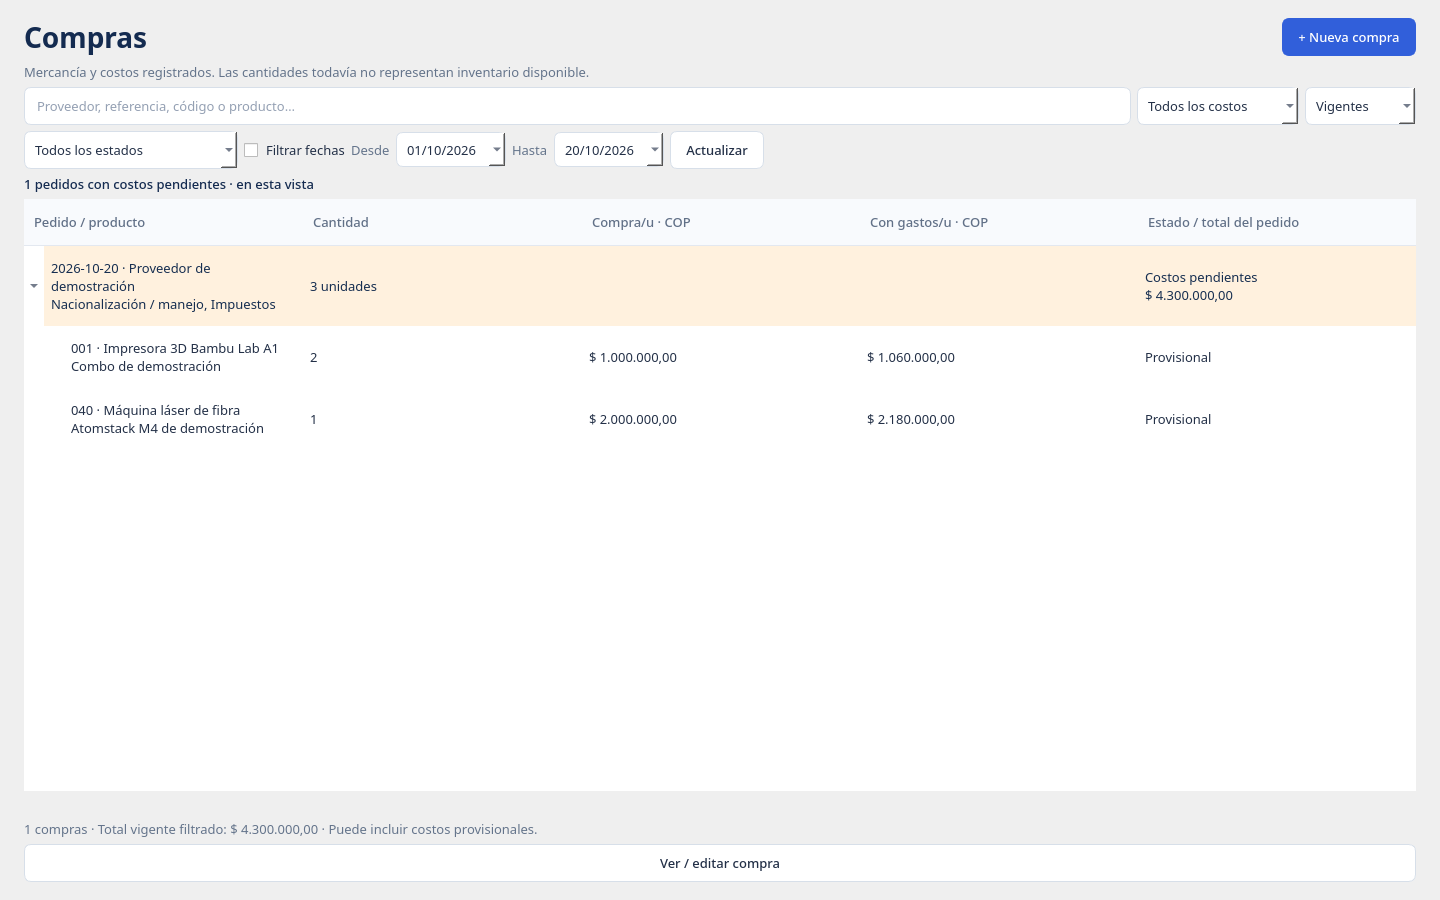 Compras
+ Nueva compra
Mercancía y costos registrados. Las cantidades todavía no representan inventario disponible.
Proveedor, referencia, código o producto...
Todos los costos
Vigentes
Todos los estados
Filtrar fechas
Desde
01/10/2026
Hasta
20/10/2026
Actualizar
1 pedidos con costos pendientes · en esta vista
Pedido / producto
Cantidad
Compra/u · COP
Con gastos/u · COP
Estado / total del pedido
2026-10-20 · Proveedor de
demostración
Nacionalización / manejo, Impuestos
3 unidades
Costos pendientes
$ 4.300.000,00
001 · Impresora 3D Bambu Lab A1
Combo de demostración
2
$ 1.000.000,00
$ 1.060.000,00
Provisional
040 · Máquina láser de fibra
Atomstack M4 de demostración
1
$ 2.000.000,00
$ 2.180.000,00
Provisional
1 compras · Total vigente filtrado: $ 4.300.000,00 · Puede incluir costos provisionales.
Ver / editar compra